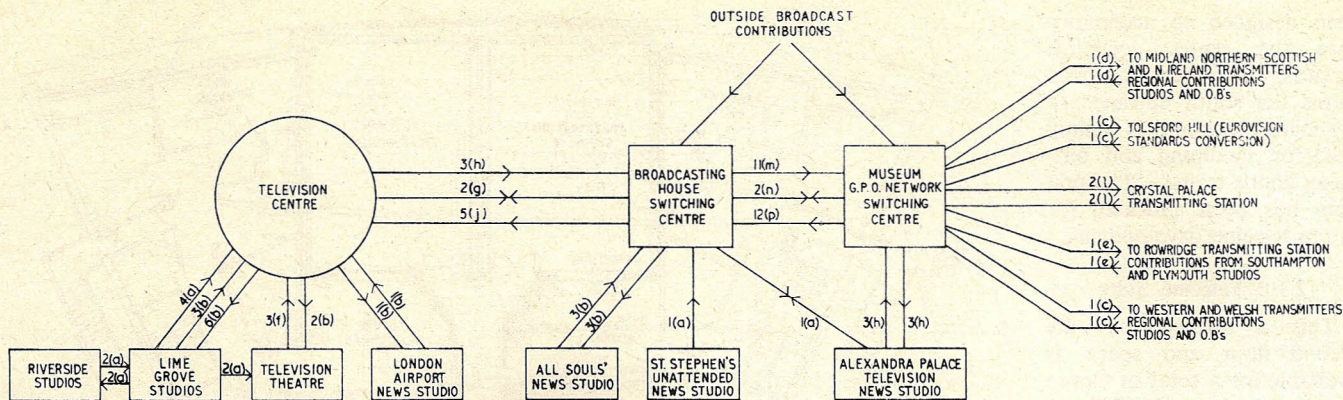 OUTSIDE BROADCAST
CONTRIBUTIONS
1(d)
TO MIDLAND NORTHERN SCOTTISH
AND N. IRELAND TRANSMITTERS
1(d)
REGIONAL CONTRIBUTIONS
STUDIOS AND O.B's
1(c)
TOLSFORD HILL (EUROVISION
1(c)
STANDARDS CONVERSION)
2(l)
CRYSTAL PALACE
2(l)
TRANSMITTING STATION
1(e)
TO ROWRIDGE TRANSMITTING STATION
1(e)
CONTRIBUTIONS FROM SOUTHAMPTON
AND PLYMOUTH STUDIOS
1(c)
TO WESTERN AND WELSH TRANSMITTERS
1(c)
REGIONAL CONTRIBUTIONS
STUDIOS AND O.B's
TELEVISION
CENTRE
3(h)
2(g)
5(j)
BROADCASTING
HOUSE
SWITCHING
CENTRE
11(m)
2(n)
12(p)
MUSEUM
G.P.O. NETWORK
SWITCHING
CENTRE
4(a)
3(b)
6(b)
3(f)
2(b)
1(b)
1(b)
3(b)
3(b)
1(a)
1(a)
3(h)
3(h)
RIVERSIDE
STUDIOS
2(a)
2(a)
LIME
GROVE
STUDIOS
2(a)
TELEVISION
THEATRE
LONDON
AIRPORT
NEWS STUDIO
ALL SOULS'
NEWS STUDIO
ST. STEPHEN'S
UNATTENDED
NEWS STUDIO
ALEXANDRA PALACE
TELEVISION
NEWS STUDIO